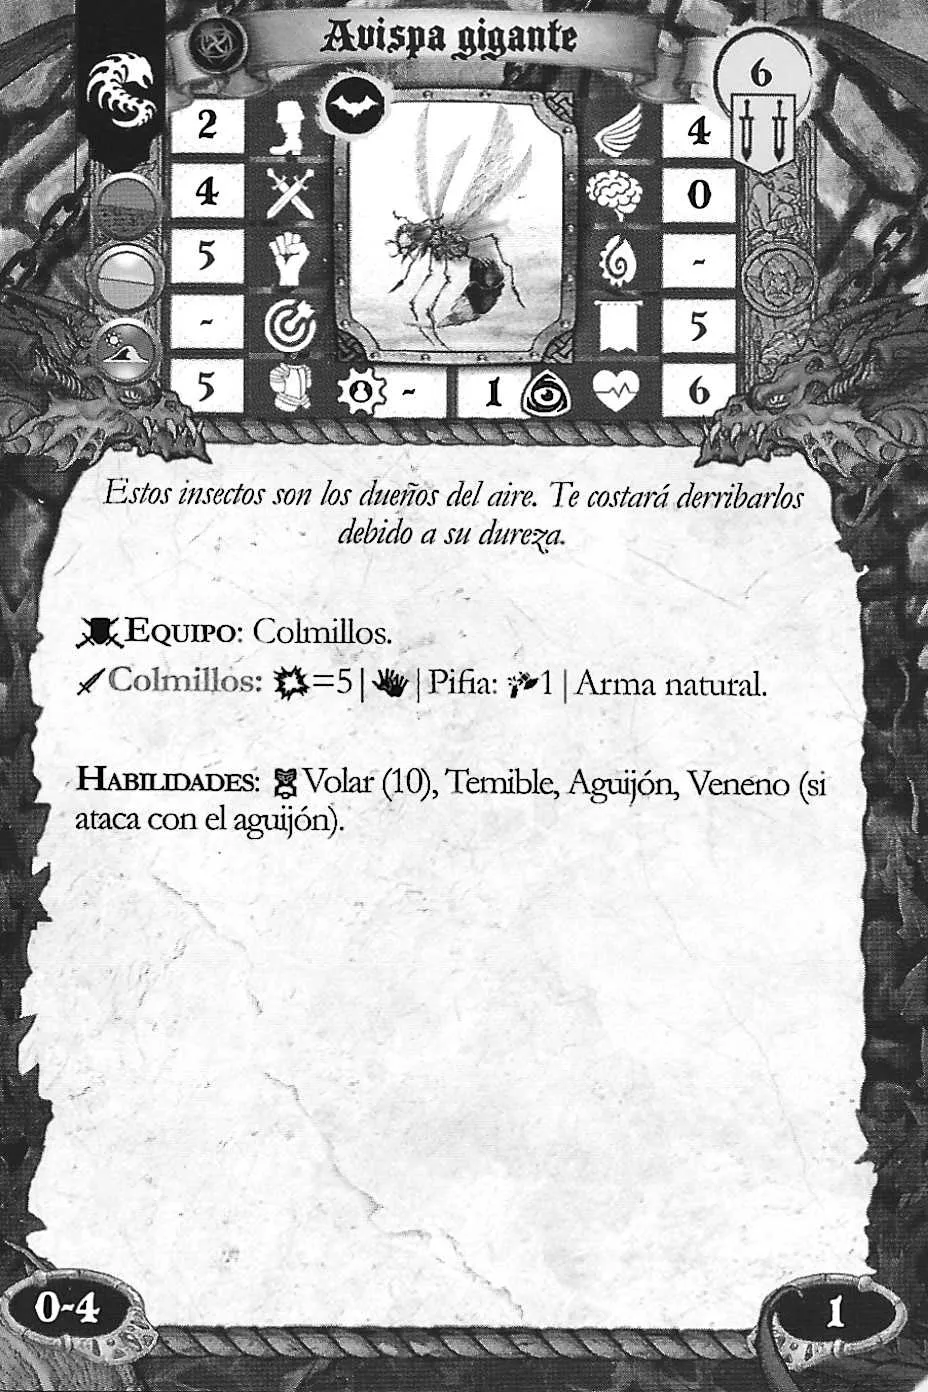 Avispa gigante
6
2
4
4
0
5
-
-
5
5
-
1
6
Estos insectos son los dueños del aire. Te costará derribarlos
debido a su dureza.
EQUIPO: Colmillos.
Colmillos: =5 | | Pifia: 1 | Arma natural.
HABILIDADES: Volar (10), Temible, Aguijón, Veneno (si
ataca con el aguijón).
0-4
1